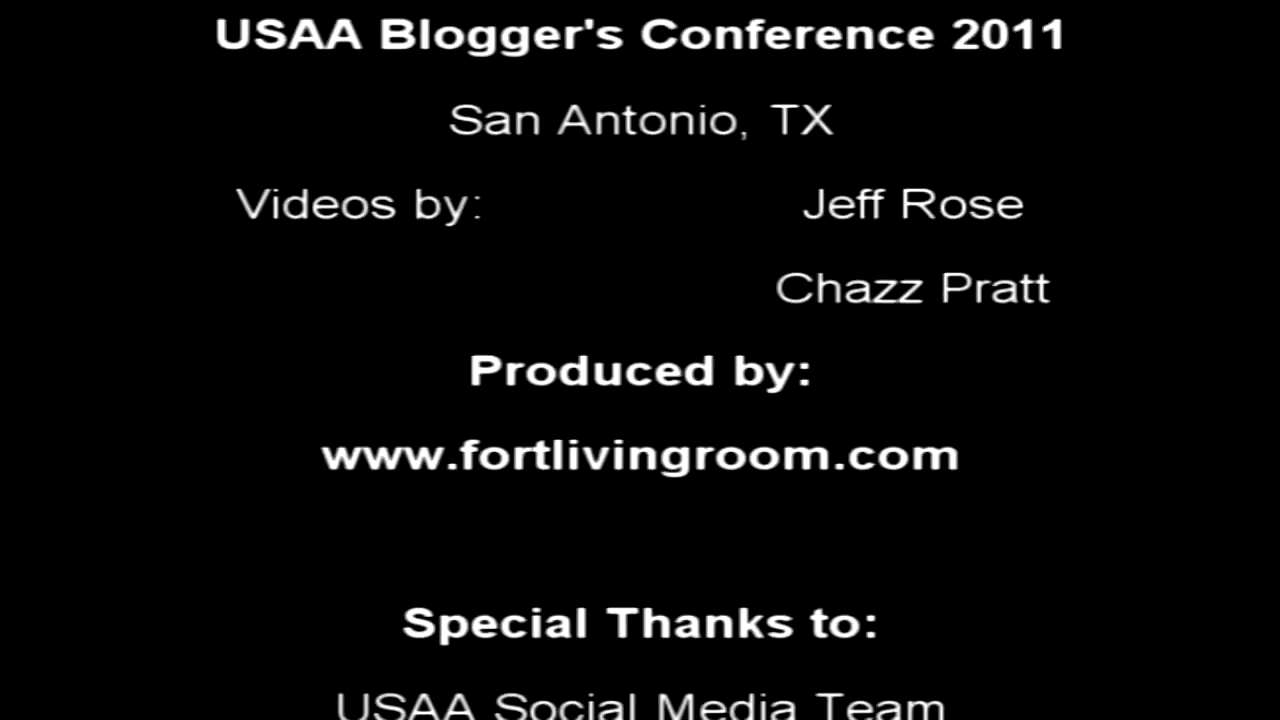 USAA Blogger's Conference 2011
San Antonio, TX
Videos by: Jeff Rose
Chazz Pratt
Produced by:
www.fortlivingroom.com
Special Thanks to:
USAA Social Media Team